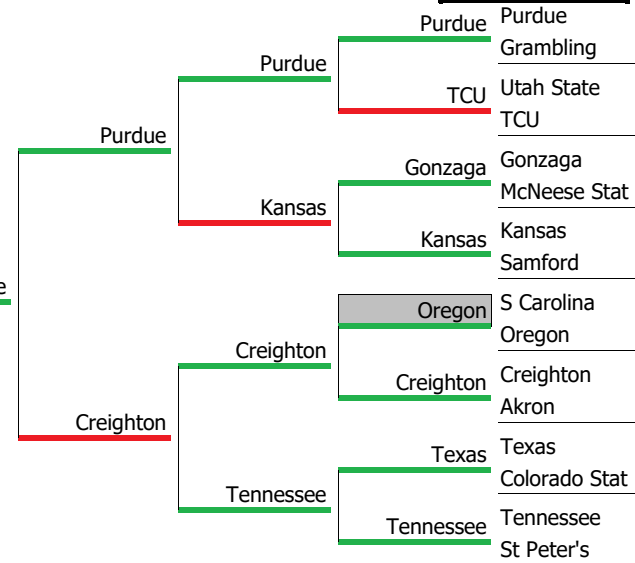 Purdue
Purdue
Grambling
Purdue
TCU
Utah State
TCU
Purdue
Gonzaga
Gonzaga
McNeese Stat
Kansas
Kansas
Kansas
Samford
e
Oregon
S Carolina
Oregon
Creighton
Creighton
Creighton
Akron
Creighton
Texas
Texas
Colorado Stat
Tennessee
Tennessee
Tennessee
St Peter's